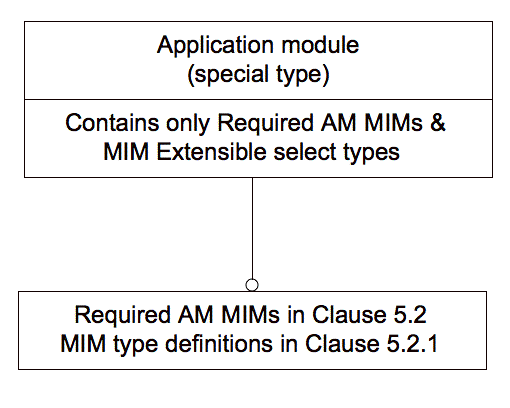 Application module
(special type)
Contains only Required AM MIMs &
MIM Extensible select types
Required AM MIMs in Clause 5.2
MIM type definitions in Clause 5.2.1